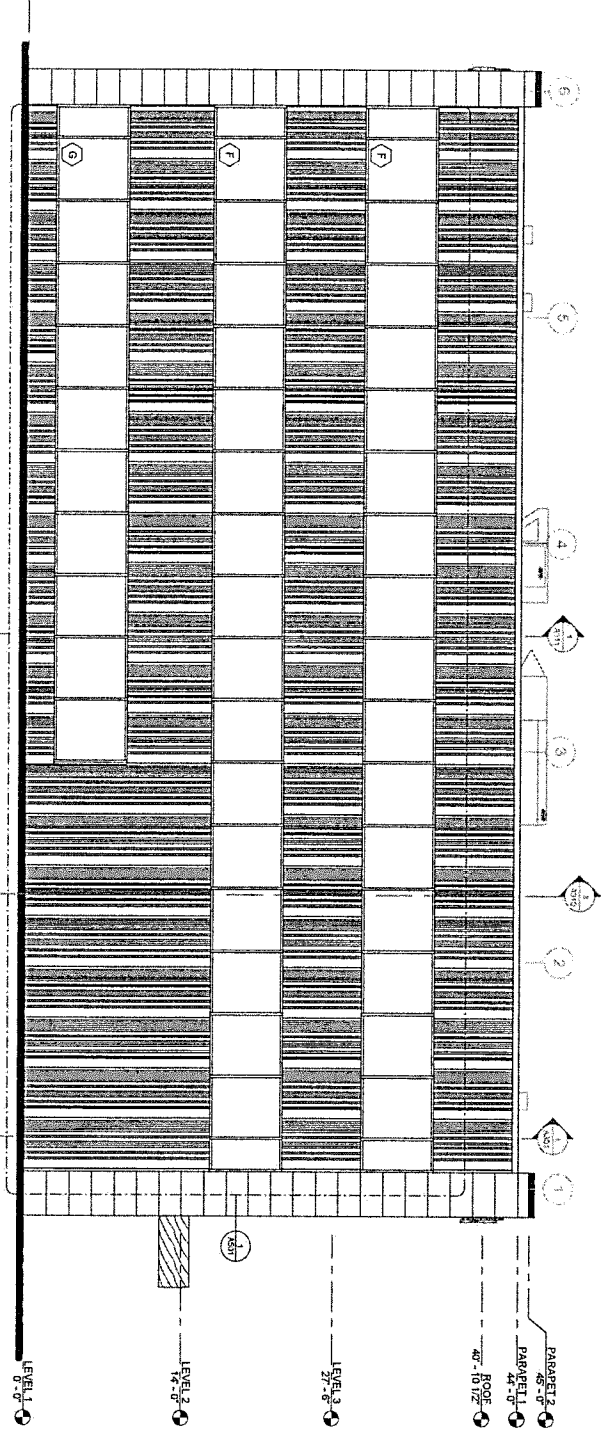 6
5
4
3
2
1
F
F
G
1
A531
PARAPET 2
45' - 0"
PARAPET 1
44' - 0"
ROOF
40' - 10 1/2"
LEVEL 3
27' - 6"
LEVEL 2
14' - 0"
LEVEL 1
0' - 0"